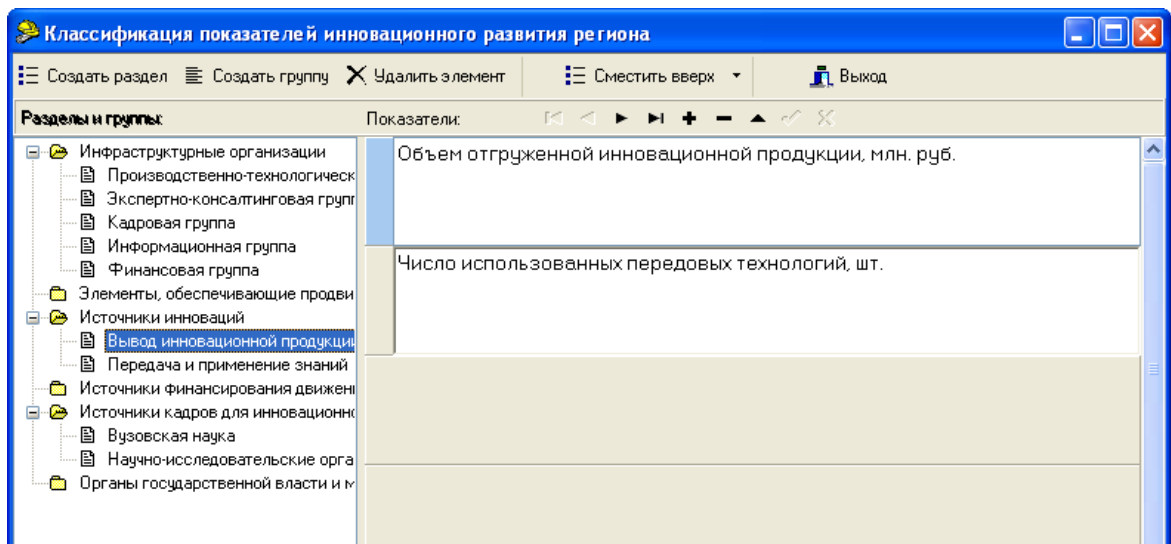 Классификация показателей инновационного развития региона
Создать раздел Создать группу Удалить элемент Сместить вверх Выход
Разделы и группы: Показатели:
Инфраструктурные организации
Производственно-технологическ
Экспертно-консалтинговая групп
Кадровая группа
Информационная группа
Финансовая группа
Элементы, обеспечивающие продви
Источники инноваций
Вывод инновационной продукции
Передача и применение знаний
Источники финансирования движени
Источники кадров для инновационно
Вузовская наука
Научно-исследовательские орга
Органы государственной власти и м
Объем отгруженной инновационной продукции, млн. руб.
Число использованных передовых технологий, шт.